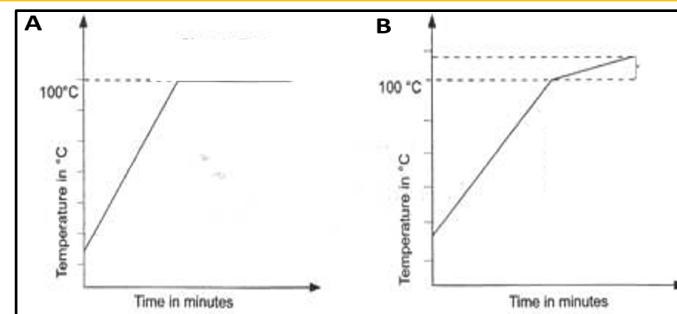 A
100°C
Temperature in °C
Time in minutes
B
100 °C
Temperature in °C
Time in minutes